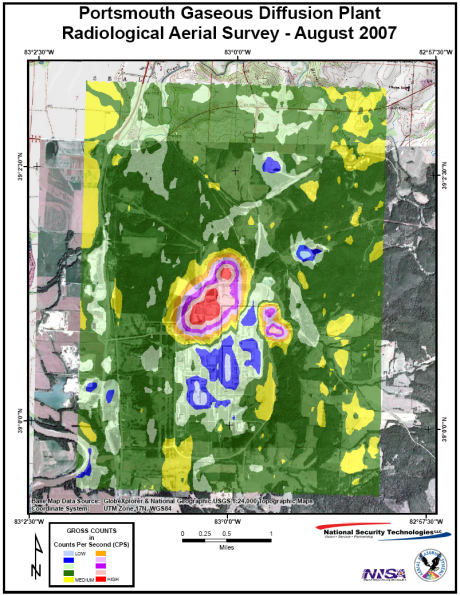 Portsmouth Gaseous Diffusion Plant
Radiological Aerial Survey - August 2007
83°2'30"W 83°0'0"W 82°57'30"W
39°2'30"N 39°2'30"N
39°0'0"N 39°0'0"N
Base Map Data Source: GlobeXplorer & National Geographic USGS 1:24,000 Topographic Maps
Coordinate System: UTM Zone 17N, WGS84
83°2'30"W 83°0'0"W 82°57'30"W
GROSS COUNTS
in
Counts Per Second (CPS)
LOW
MEDIUM HIGH
N
0 0.25 0.5 1
Miles
National Security Technologies LLC
Vision • Service • Partnership
NNSA